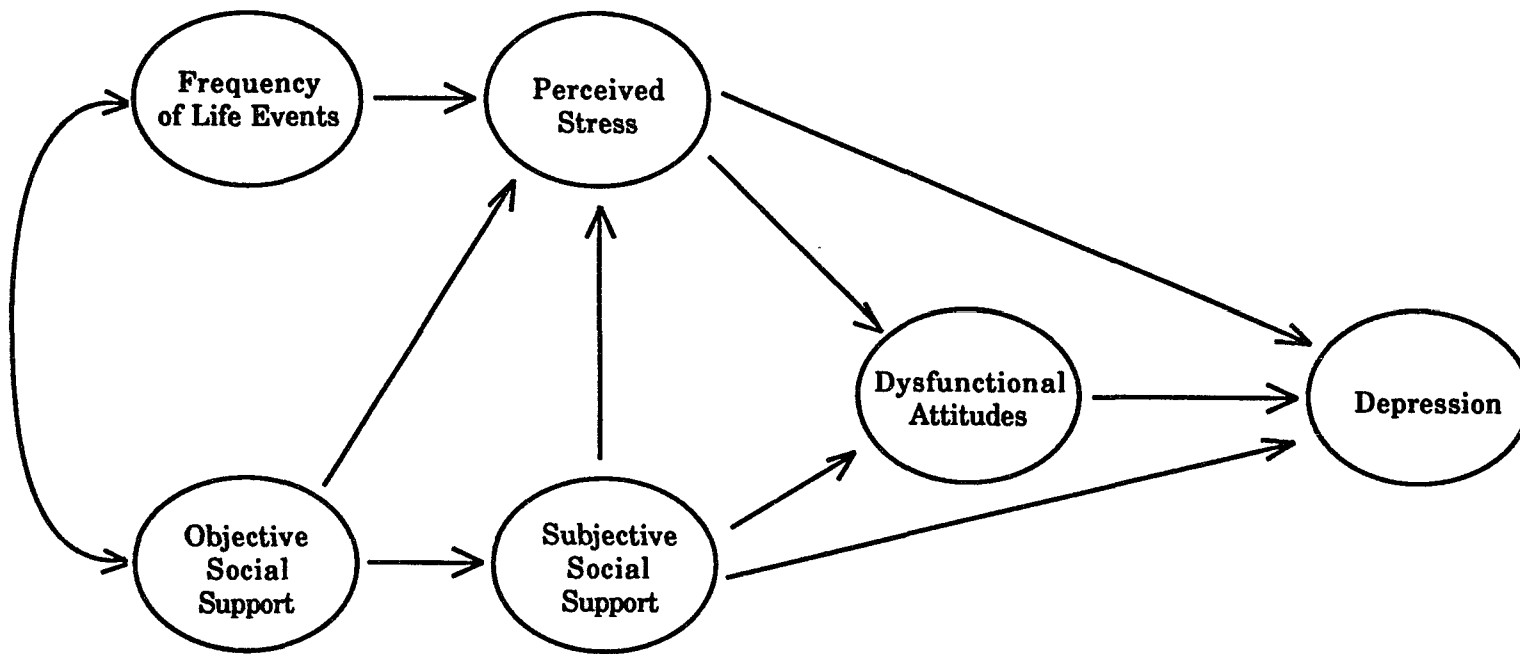 Frequency
of Life Events
Perceived
Stress
Dysfunctional
Attitudes
Depression
Objective
Social
Support
Subjective
Social
Support